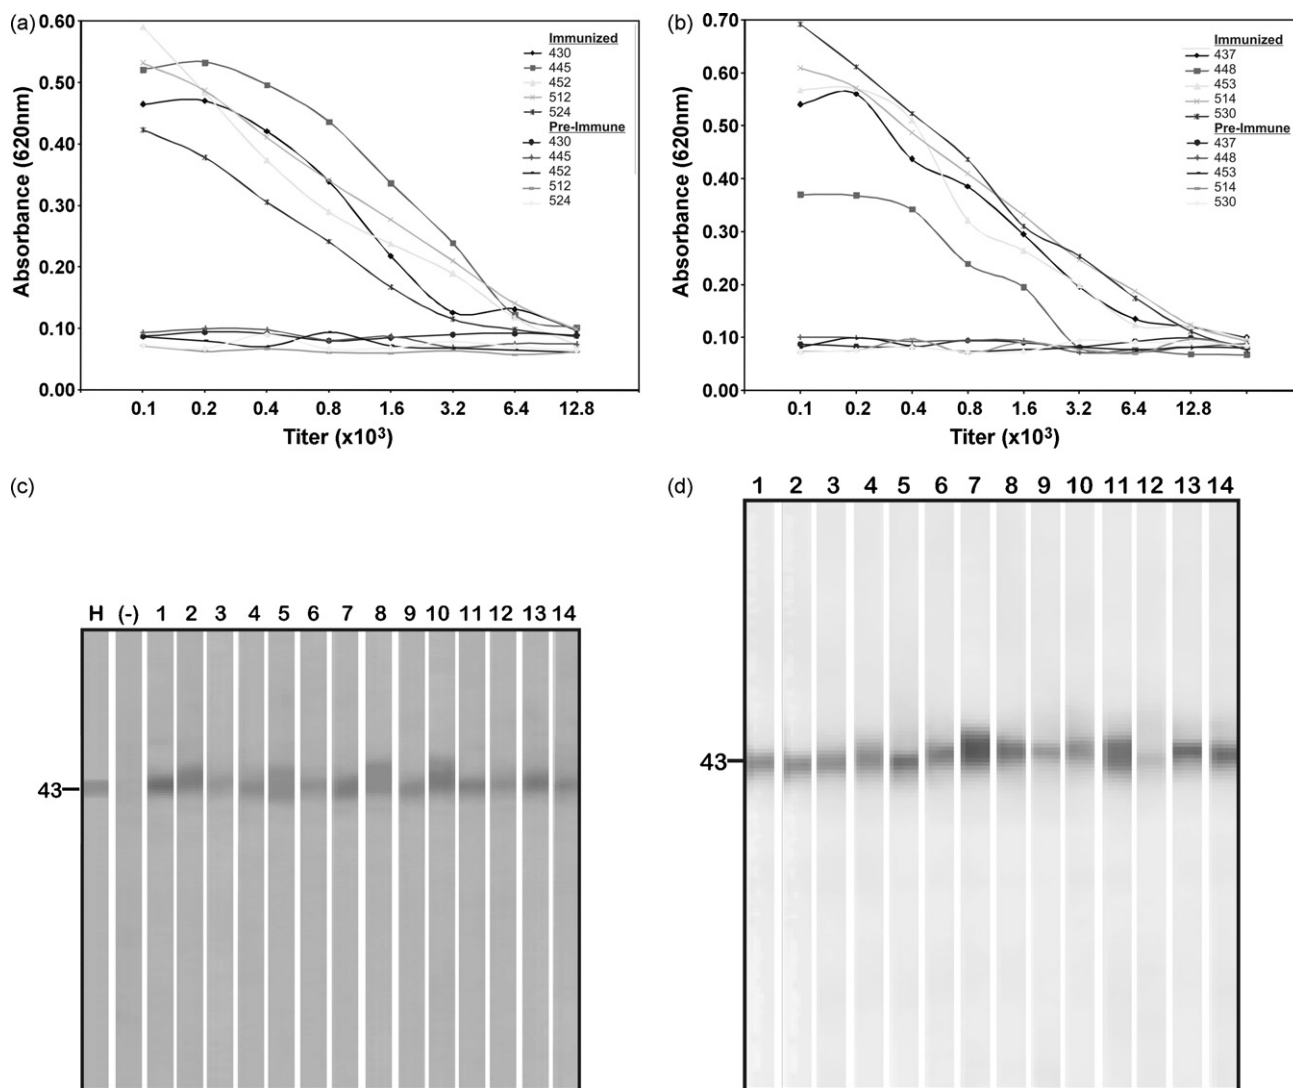 (a)
0.60
0.50
0.40
0.30
0.20
0.10
0.00
Absorbance (620nm)
0.1 0.2 0.4 0.8 1.6 3.2 6.4 12.8
Titer (x10³)
Immunized
430
445
452
512
524
Pre-Immune
430
445
452
512
524
(b)
0.70
0.60
0.50
0.40
0.30
0.20
0.10
0.00
Absorbance (620nm)
0.1 0.2 0.4 0.8 1.6 3.2 6.4 12.8
Titer (x10³)
Immunized
437
448
453
514
530
Pre-Immune
437
448
453
514
530
(c)
H (-) 1 2 3 4 5 6 7 8 9 10 11 12 13 14
43
(d)
1 2 3 4 5 6 7 8 9 10 11 12 13 14
43